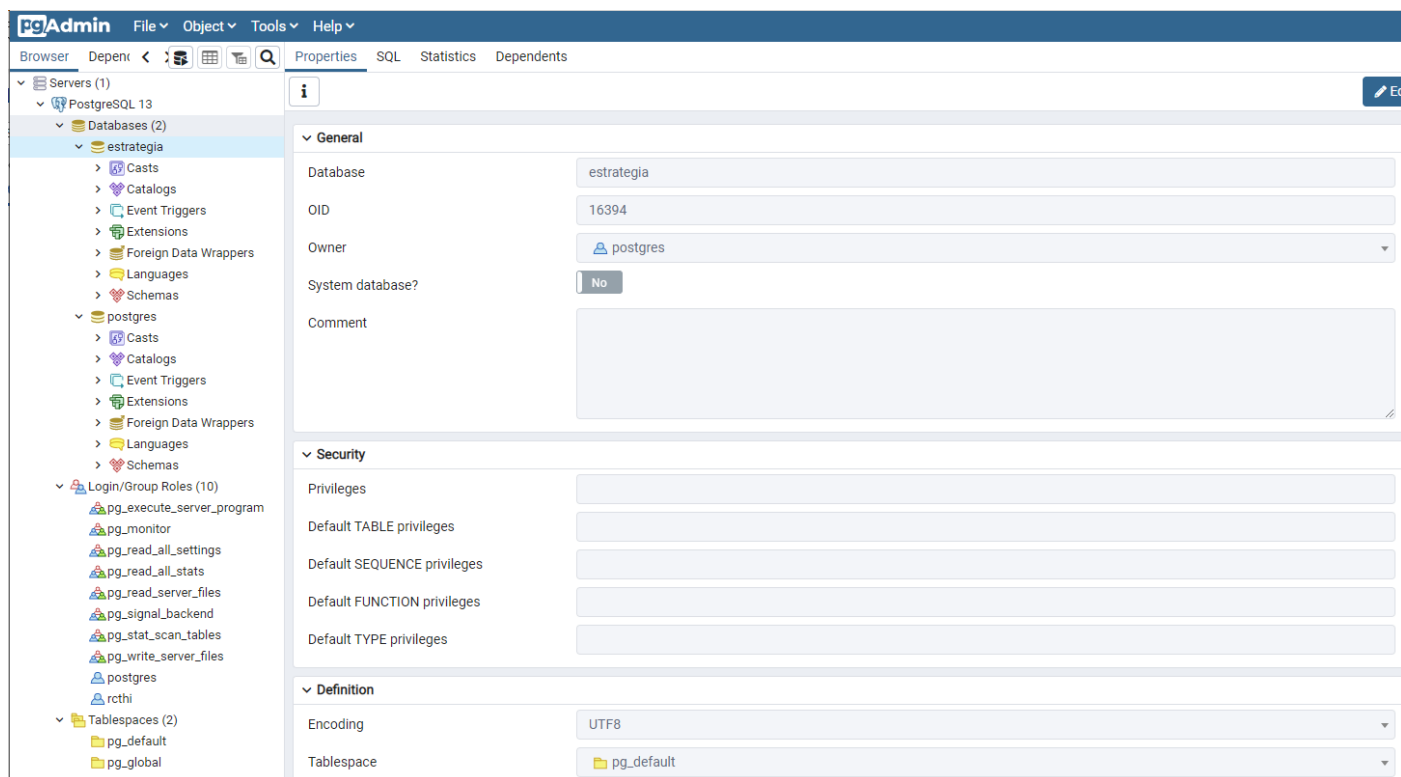 pgAdmin File Object Tools Help
Browser Depen
Properties SQL Statistics Dependents
Servers (1)
PostgreSQL 13
Databases (2)
estrategia
Casts
Catalogs
Event Triggers
Extensions
Foreign Data Wrappers
Languages
Schemas
postgres
Casts
Catalogs
Event Triggers
Extensions
Foreign Data Wrappers
Languages
Schemas
Login/Group Roles (10)
pg_execute_server_program
pg_monitor
pg_read_all_settings
pg_read_all_stats
pg_read_server_files
pg_signal_backend
pg_stat_scan_tables
pg_write_server_files
postgres
rcthi
Tablespaces (2)
pg_default
pg_global
i
Ed
General
Database estrategia
OID 16394
Owner postgres
System database? No
Comment
Security
Privileges
Default TABLE privileges
Default SEQUENCE privileges
Default FUNCTION privileges
Default TYPE privileges
Definition
Encoding UTF8
Tablespace pg_default